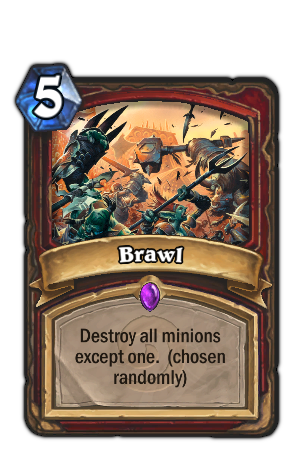 5
Brawl
Destroy all minions
except one.  (chosen
randomly)